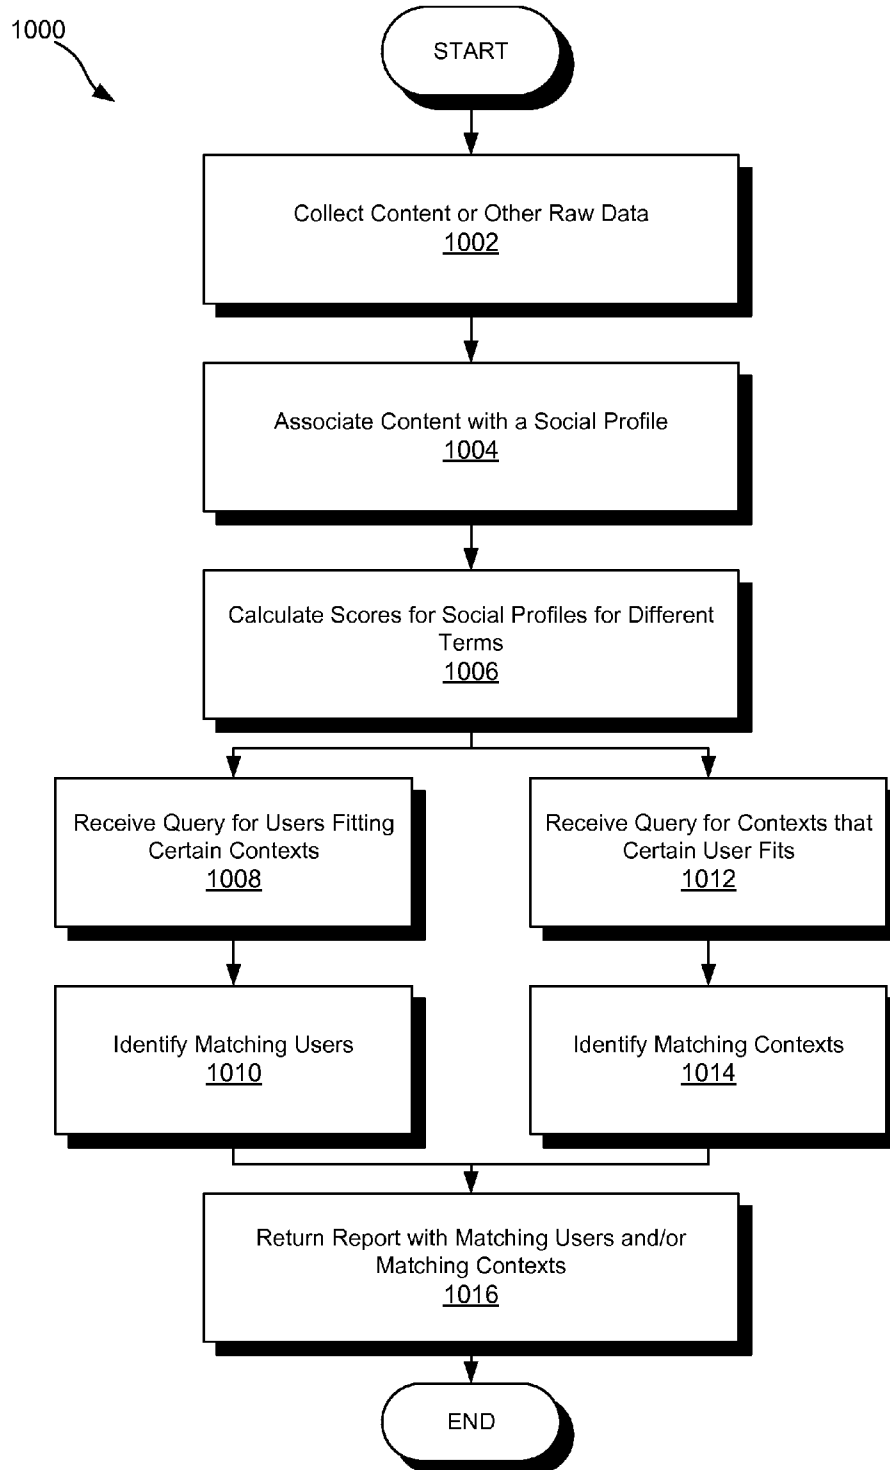 1000
START
Collect Content or Other Raw Data
1002
Associate Content with a Social Profile
1004
Calculate Scores for Social Profiles for Different
Terms
1006
Receive Query for Users Fitting
Certain Contexts
1008
Receive Query for Contexts that
Certain User Fits
1012
Identify Matching Users
1010
Identify Matching Contexts
1014
Return Report with Matching Users and/or
Matching Contexts
1016
END